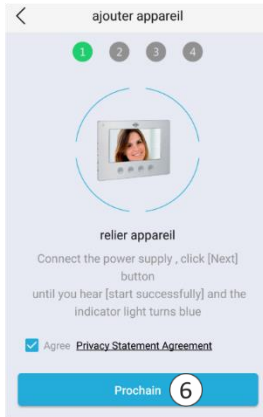 ajouter appareil
1 2 3 4
relier appareil
Connect the power supply , click [Next]
button
until you hear [start successfully] and the
indicator light turns blue
Agree Privacy Statement Agreement
Prochain 6